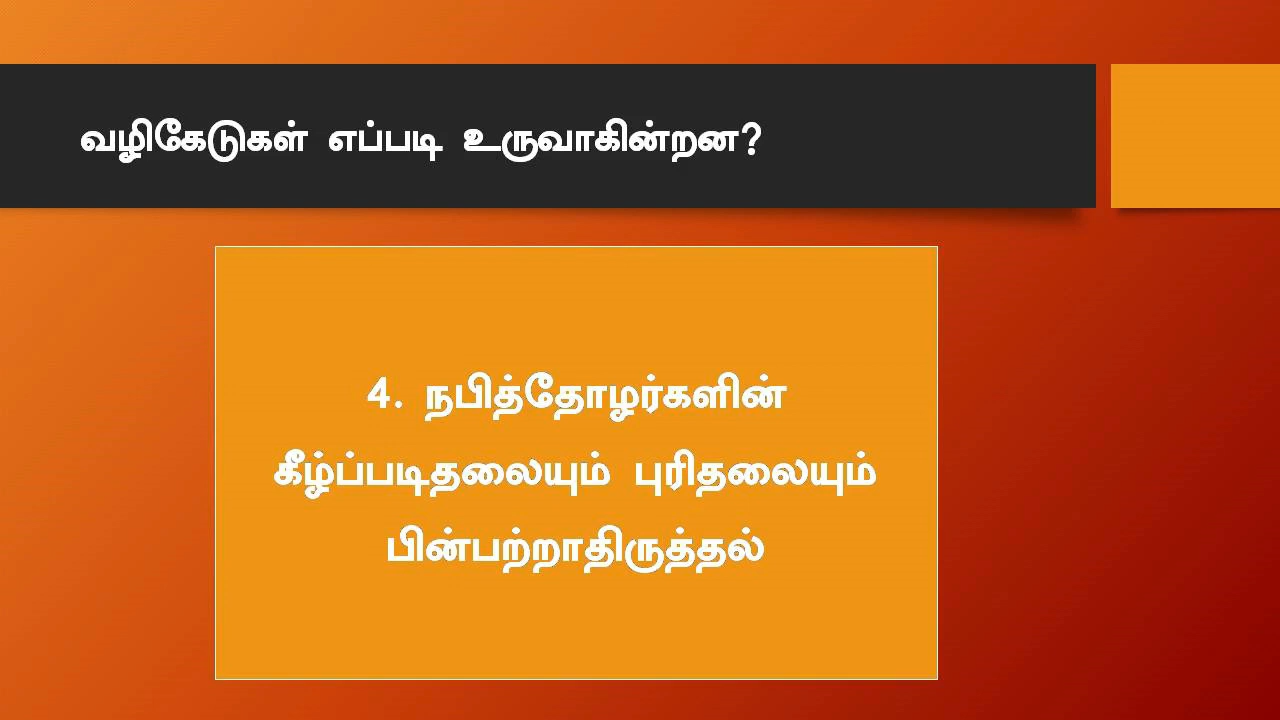 வழிகேடுகள் எப்படி உருவாகின்றன?
4. நபித்தோழர்களின்
கீழ்ப்படிதலையும் புரிதலையும்
பின்பற்றாதிருத்தல்